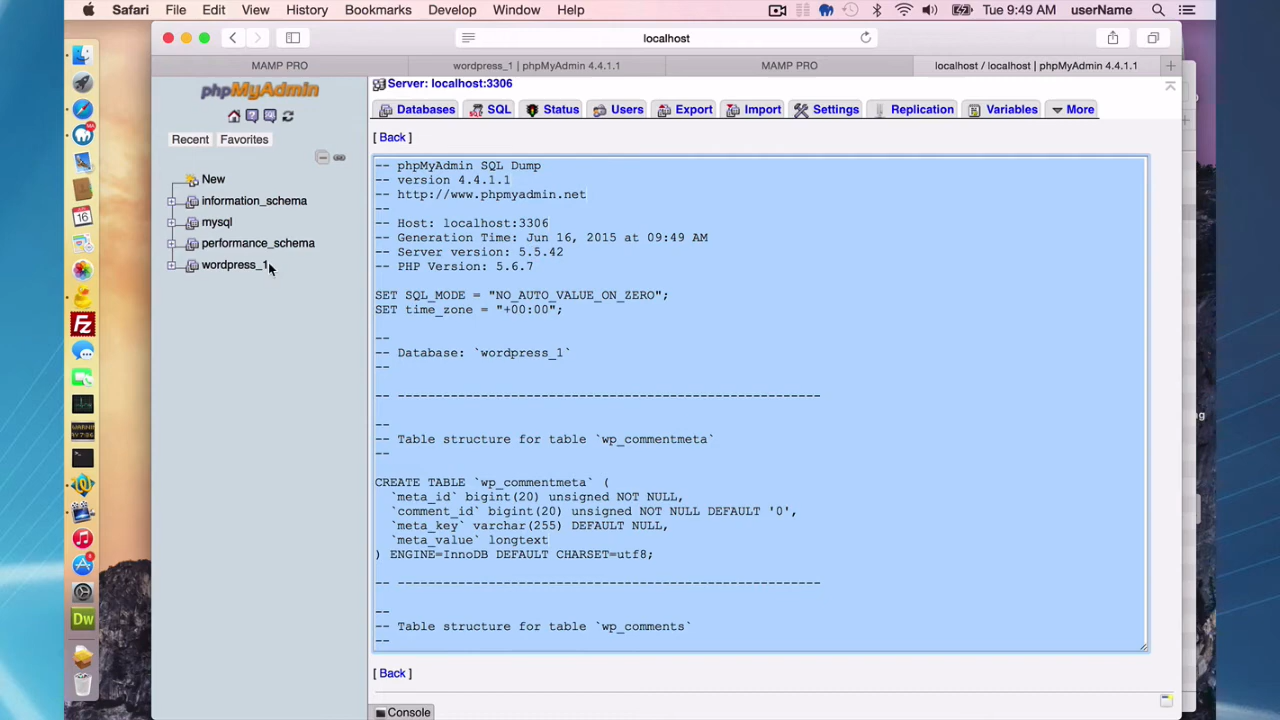 Safari File Edit View History Bookmarks Develop Window Help Tue 9:49 AM userName
localhost
MAMP PRO wordpress_1 | phpMyAdmin 4.4.1.1 MAMP PRO localhost / localhost | phpMyAdmin 4.4.1.1 +
phpMyAdmin
Recent Favorites
New
information_schema
mysql
performance_schema
wordpress_1
Server: localhost:3306
Databases SQL Status Users Export Import Settings Replication Variables More
[ Back ]
-- phpMyAdmin SQL Dump
-- version 4.4.1.1
-- http://www.phpmyadmin.net
--
-- Host: localhost:3306
-- Generation Time: Jun 16, 2015 at 09:49 AM
-- Server version: 5.5.42
-- PHP Version: 5.6.7
SET SQL_MODE = "NO_AUTO_VALUE_ON_ZERO";
SET time_zone = "+00:00";
--
-- Database: `wordpress_1`
--
-- --------------------------------------------------------
--
-- Table structure for table `wp_commentmeta`
--
CREATE TABLE `wp_commentmeta` (
`meta_id` bigint(20) unsigned NOT NULL,
`comment_id` bigint(20) unsigned NOT NULL DEFAULT '0',
`meta_key` varchar(255) DEFAULT NULL,
`meta_value` longtext
) ENGINE=InnoDB DEFAULT CHARSET=utf8;
-- --------------------------------------------------------
--
-- Table structure for table `wp_comments`
--
[ Back ]
Console
16
Fz
Dw